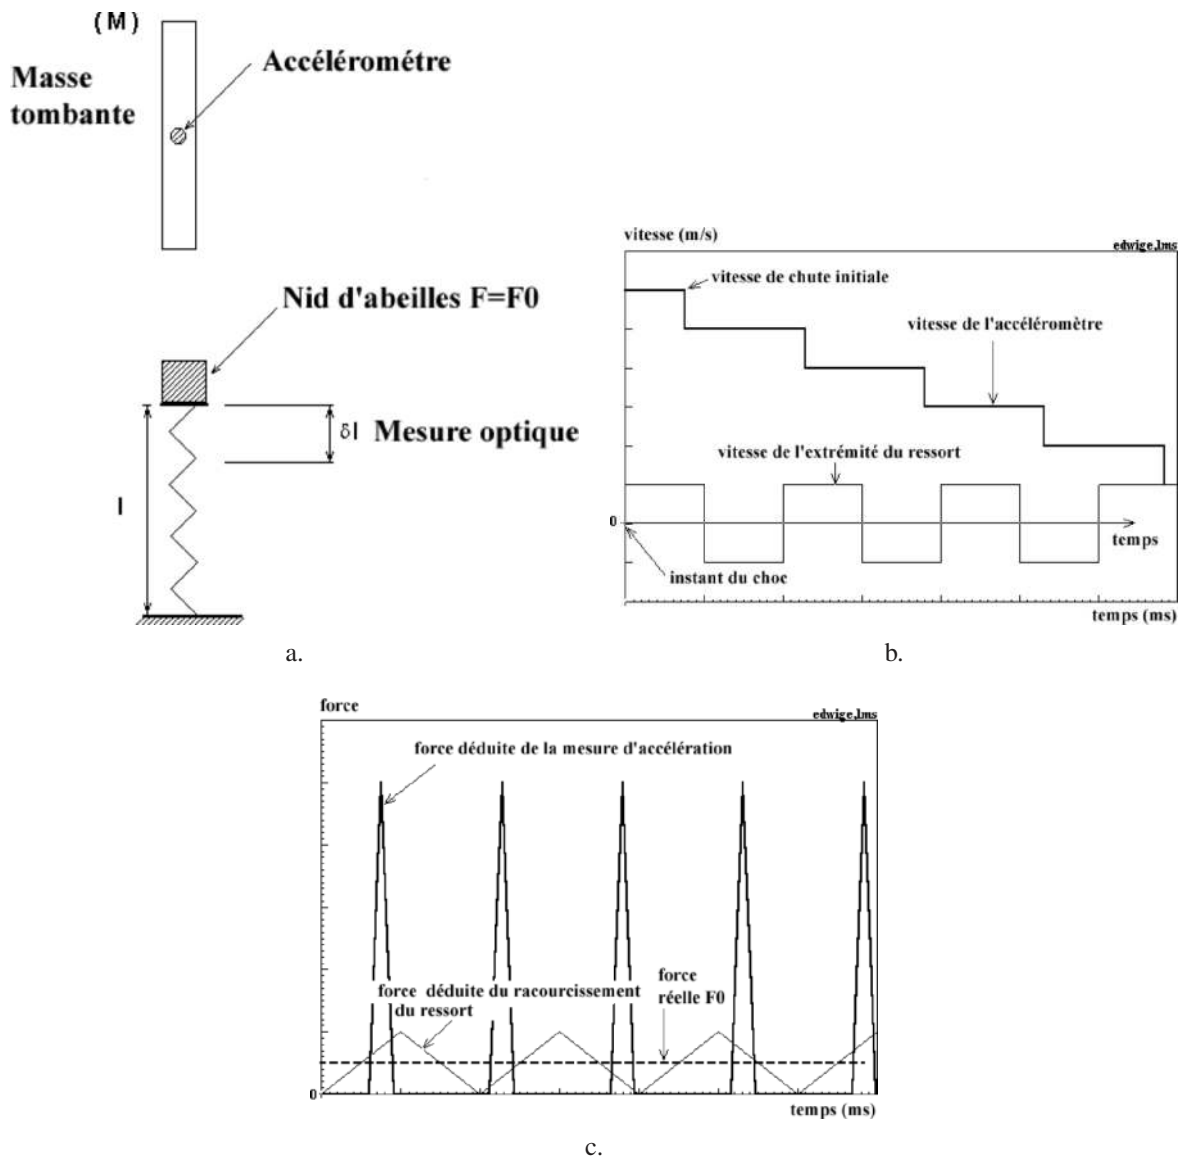 (M)
Masse
tombante
Accélérométre
Nid d'abeilles F=F0
δl Mesure optique
l
a.
vitesse (m/s)
edwige,lms
vitesse de chute initiale
vitesse de l'accéléromètre
vitesse de l'extrémité du ressort
0
temps
instant du choc
temps (ms)
b.
force
edwige,lms
force déduite de la mesure d'accélération
force
réelle F0
force déduite du racourcissement
du ressort
0
temps (ms)
c.